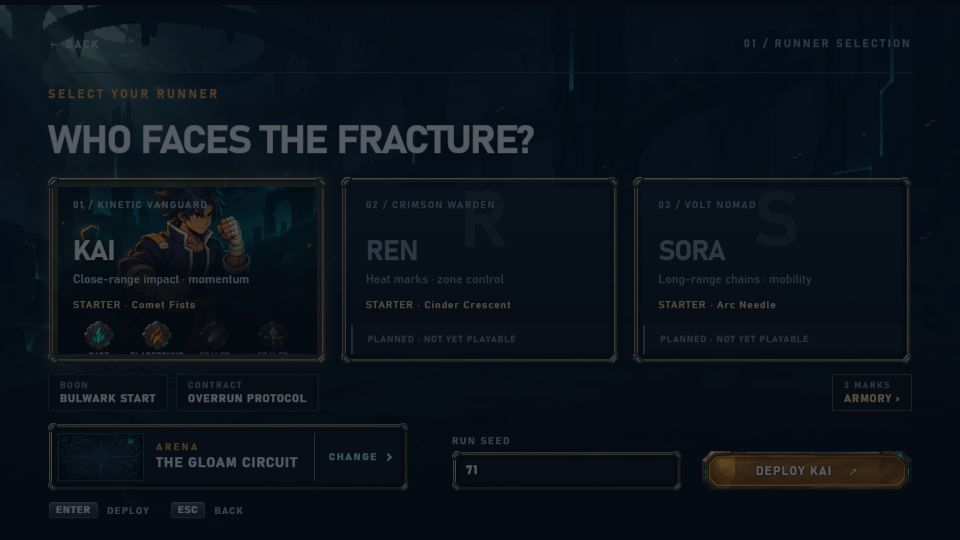 ← BACK
01 / RUNNER SELECTION
SELECT YOUR RUNNER
WHO FACES THE FRACTURE?
01 / KINETIC VANGUARD
KAI
Close-range impact · momentum
STARTER · Comet Fists
R
02 / CRIMSON WARDEN
REN
Heat marks · zone control
STARTER · Cinder Crescent
PLANNED · NOT YET PLAYABLE
S
03 / VOLT NOMAD
SORA
Long-range chains · mobility
STARTER · Arc Needle
PLANNED · NOT YET PLAYABLE
BOON
BULWARK START
CONTRACT
OVERRUN PROTOCOL
3 MARKS
ARMORY ›
ARENA
THE GLOAM CIRCUIT
CHANGE ›
RUN SEED
71
DEPLOY KAI ↗
ENTER DEPLOY ESC BACK